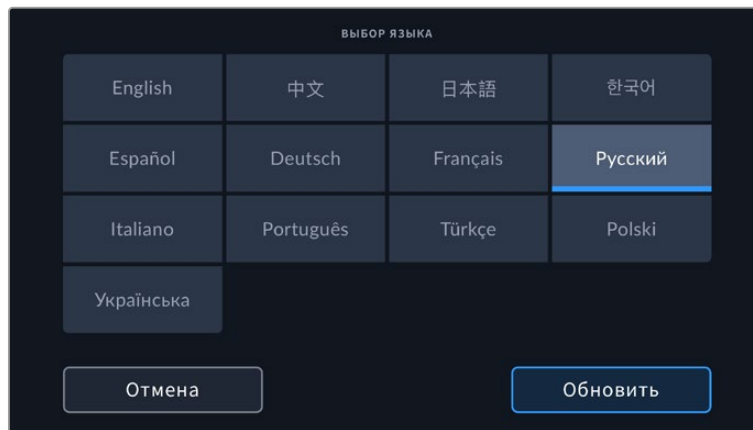 ВЫБОР ЯЗЫКА
English 中文 日本語 한국어
Español Deutsch Français Русский
Italiano Português Türkçe Polski
Українська
Отмена Обновить